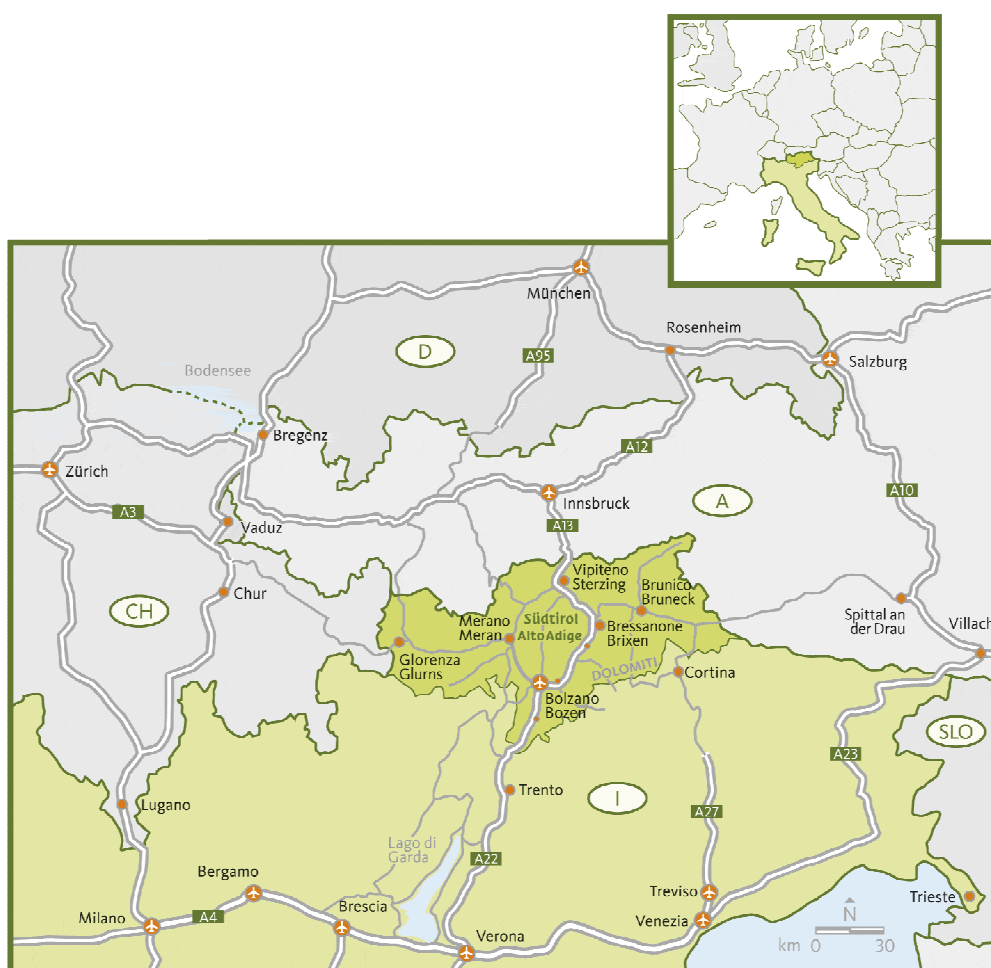 München
Rosenheim
D
A95
Salzburg
Bodensee
Bregenz
A12
Zürich
A10
Innsbruck
A
A3
A13
Vaduz
Vipiteno
Sterzing
Brunico
Bruneck
Chur
CH
Merano
Meran
Südtirol
Alto Adige
Bressanone
Brixen
Spittal an
der Drau
Villach
Glorenza
Glurns
DOLOMITI
Cortina
Bolzano
Bozen
SLO
A23
Trento
I
Lugano
A27
Lago di
Garda
A22
Bergamo
Treviso
Trieste
Brescia
Milano
A4
Venezia
N
Verona
km 0 30